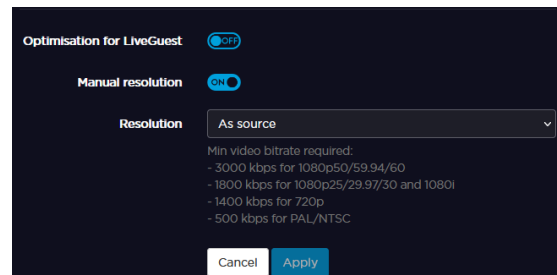 Optimisation for LiveGuest OFF
Manual resolution ON
Resolution As source
Min video bitrate required:
- 3000 kbps for 1080p50/59.94/60
- 1800 kbps for 1080p25/29.97/30 and 1080i
- 1400 kbps for 720p
- 500 kbps for PAL/NTSC
Cancel Apply